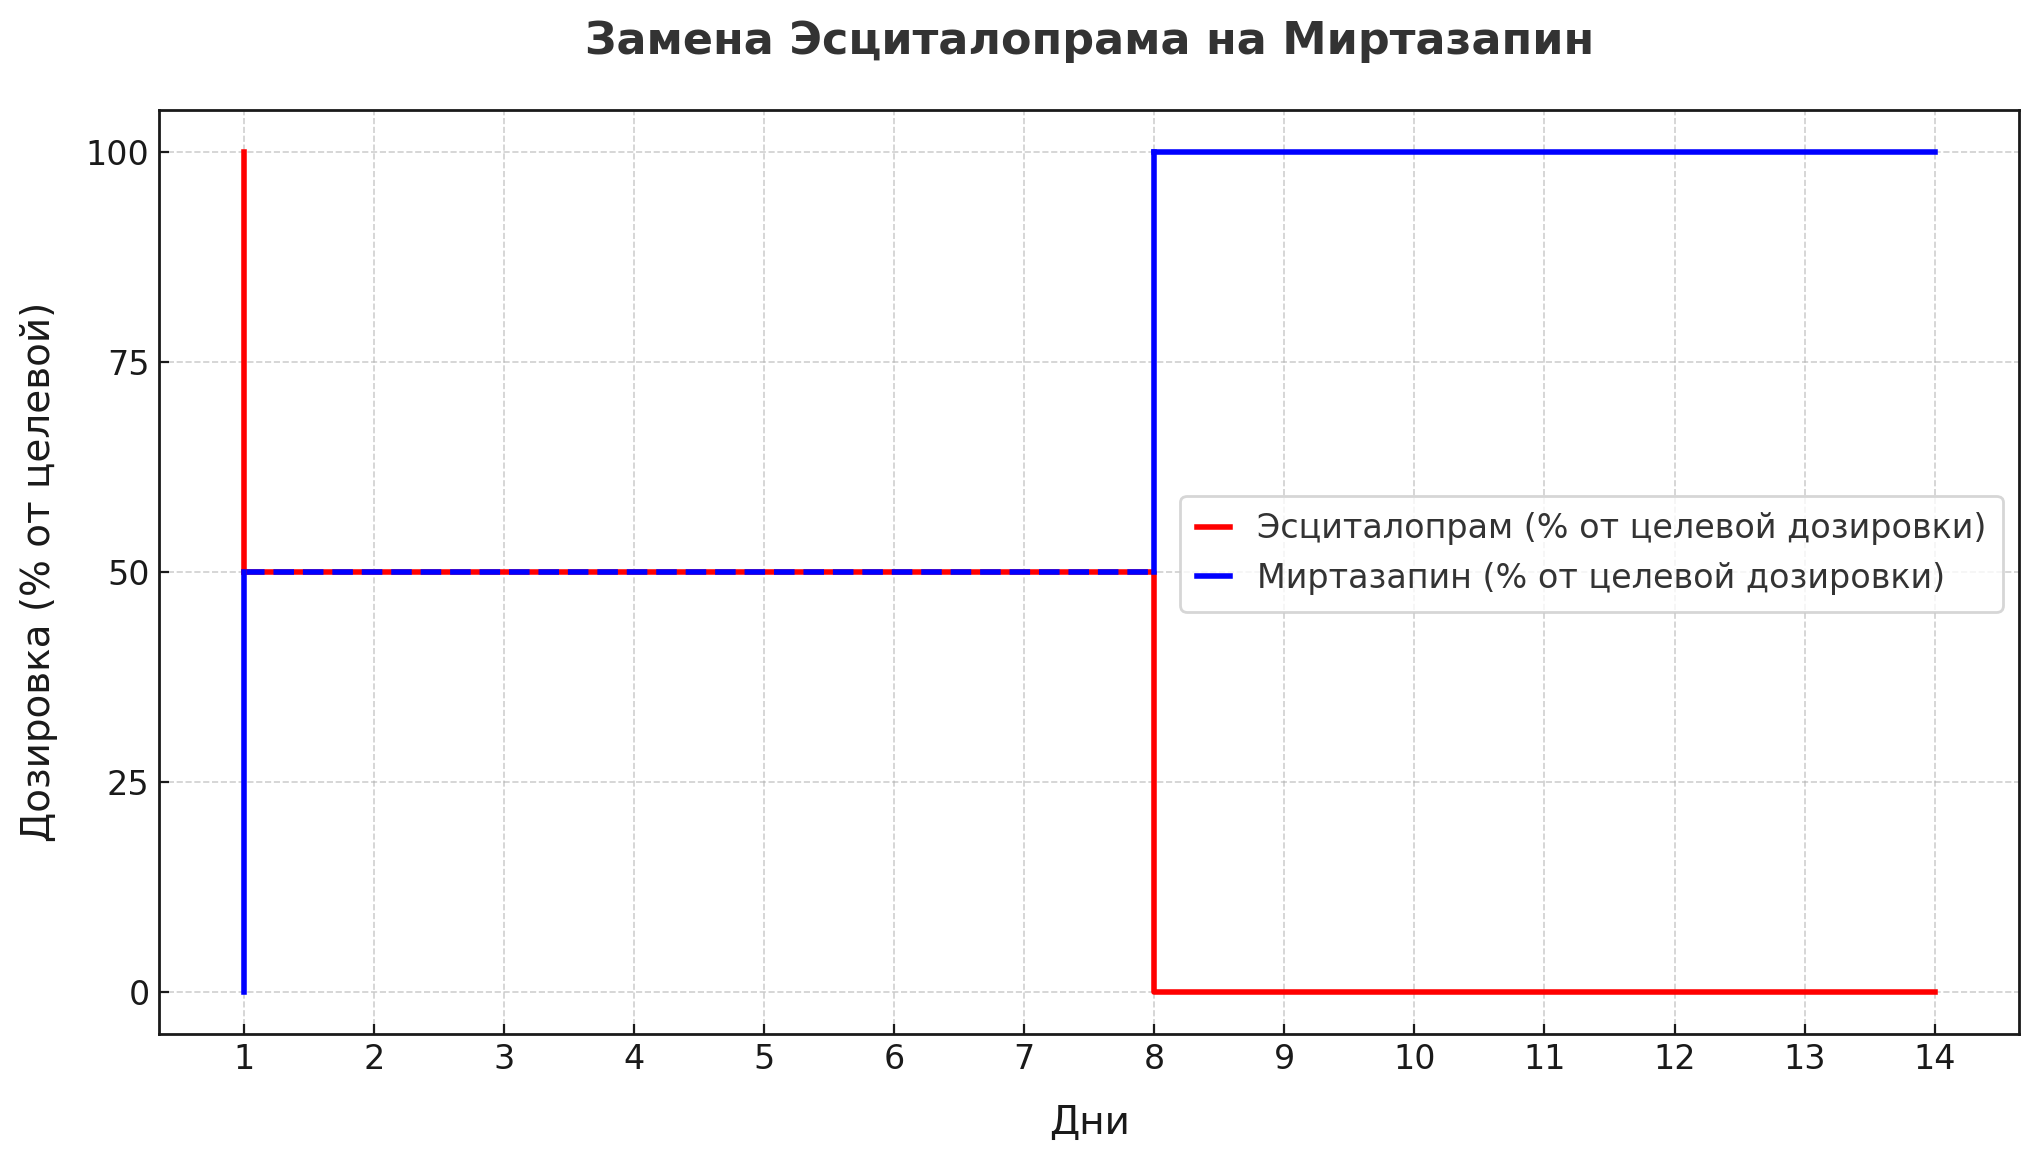 Замена Эсциталопрама на Миртазапин
Дозировка (% от целевой)
100
75
50
25
0
Эсциталопрам (% от целевой дозировки)
Миртазапин (% от целевой дозировки)
1 2 3 4 5 6 7 8 9 10 11 12 13 14
Дни